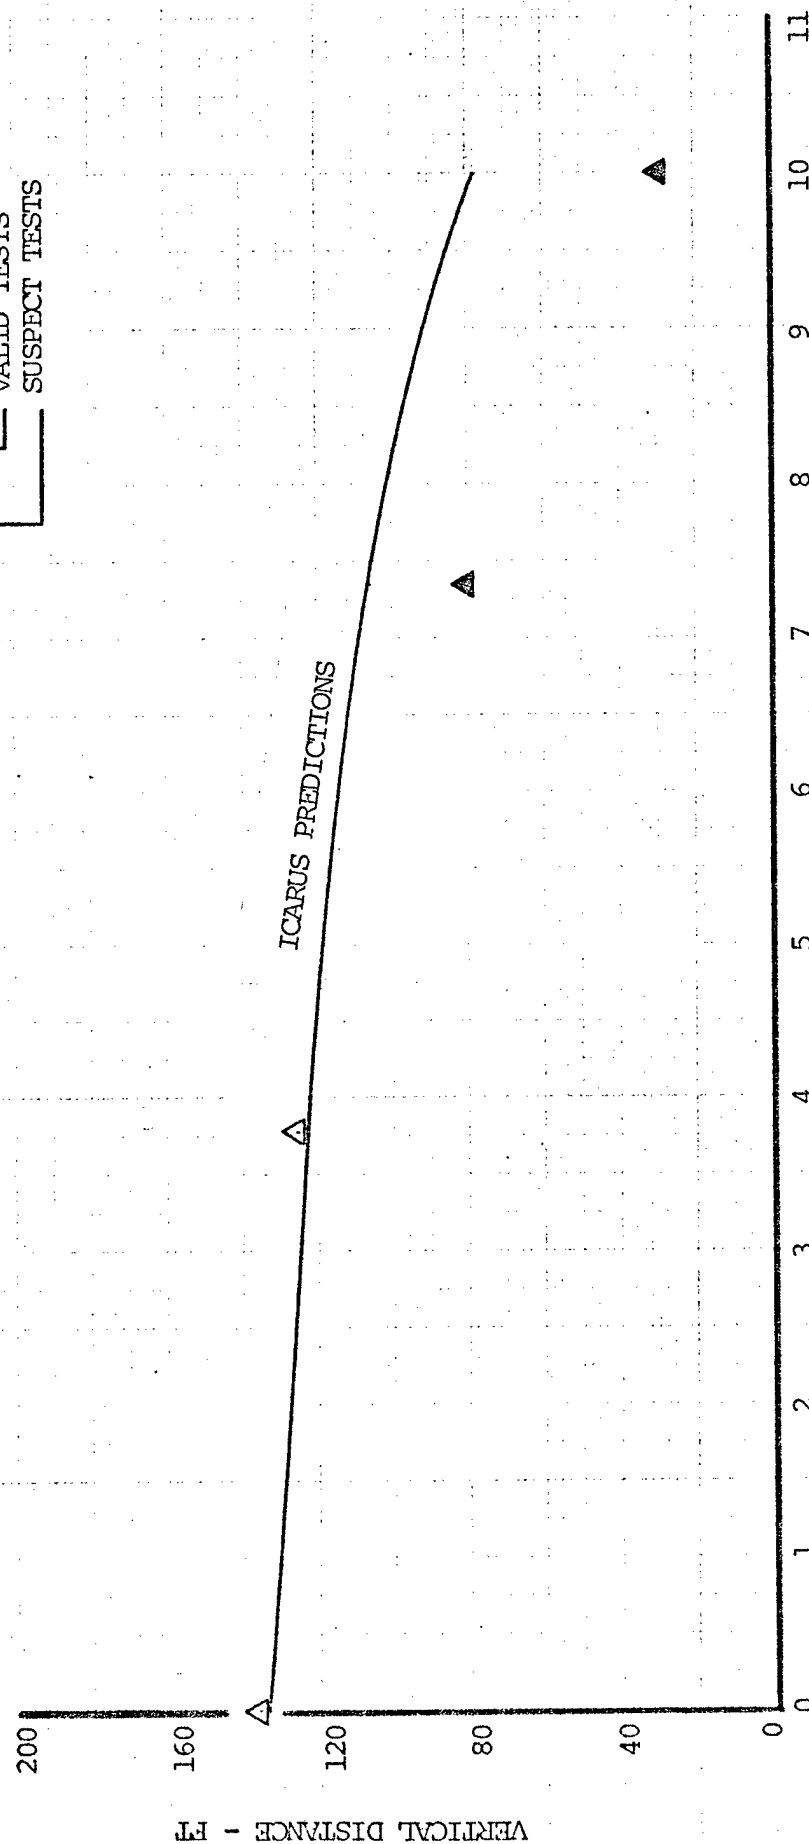 VALID TESTS
SUSPECT TESTS
ICARUS PREDICTIONS
VERTICAL DISTANCE - FT
200
160
120
80
40
0
0 1 2 3 4 5 6 7 8 9 10 11